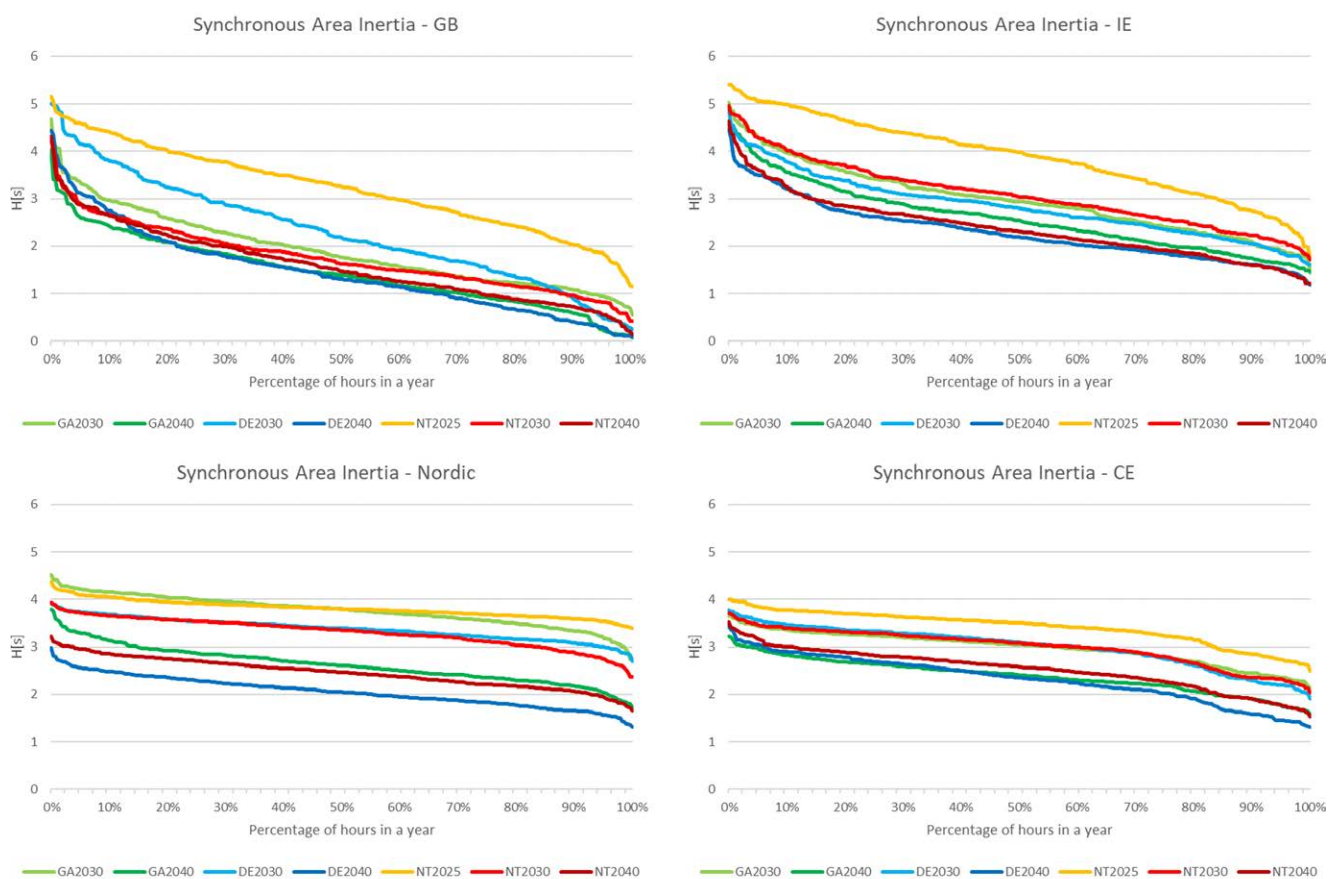 Synchronous Area Inertia - GB
6
5
4
3
2
1
0
H[s]
0% 10% 20% 30% 40% 50% 60% 70% 80% 90% 100%
Percentage of hours in a year
GA2030 GA2040 DE2030 DE2040 NT2025 NT2030 NT2040
Synchronous Area Inertia - IE
6
5
4
3
2
1
0
H[s]
0% 10% 20% 30% 40% 50% 60% 70% 80% 90% 100%
Percentage of hours in a year
GA2030 GA2040 DE2030 DE2040 NT2025 NT2030 NT2040
Synchronous Area Inertia - Nordic
6
5
4
3
2
1
0
H[s]
0% 10% 20% 30% 40% 50% 60% 70% 80% 90% 100%
Percentage of hours in a year
GA2030 GA2040 DE2030 DE2040 NT2025 NT2030 NT2040
Synchronous Area Inertia - CE
6
5
4
3
2
1
0
H[s]
0% 10% 20% 30% 40% 50% 60% 70% 80% 90% 100%
Percentage of hours in a year
GA2030 GA2040 DE2030 DE2040 NT2025 NT2030 NT2040